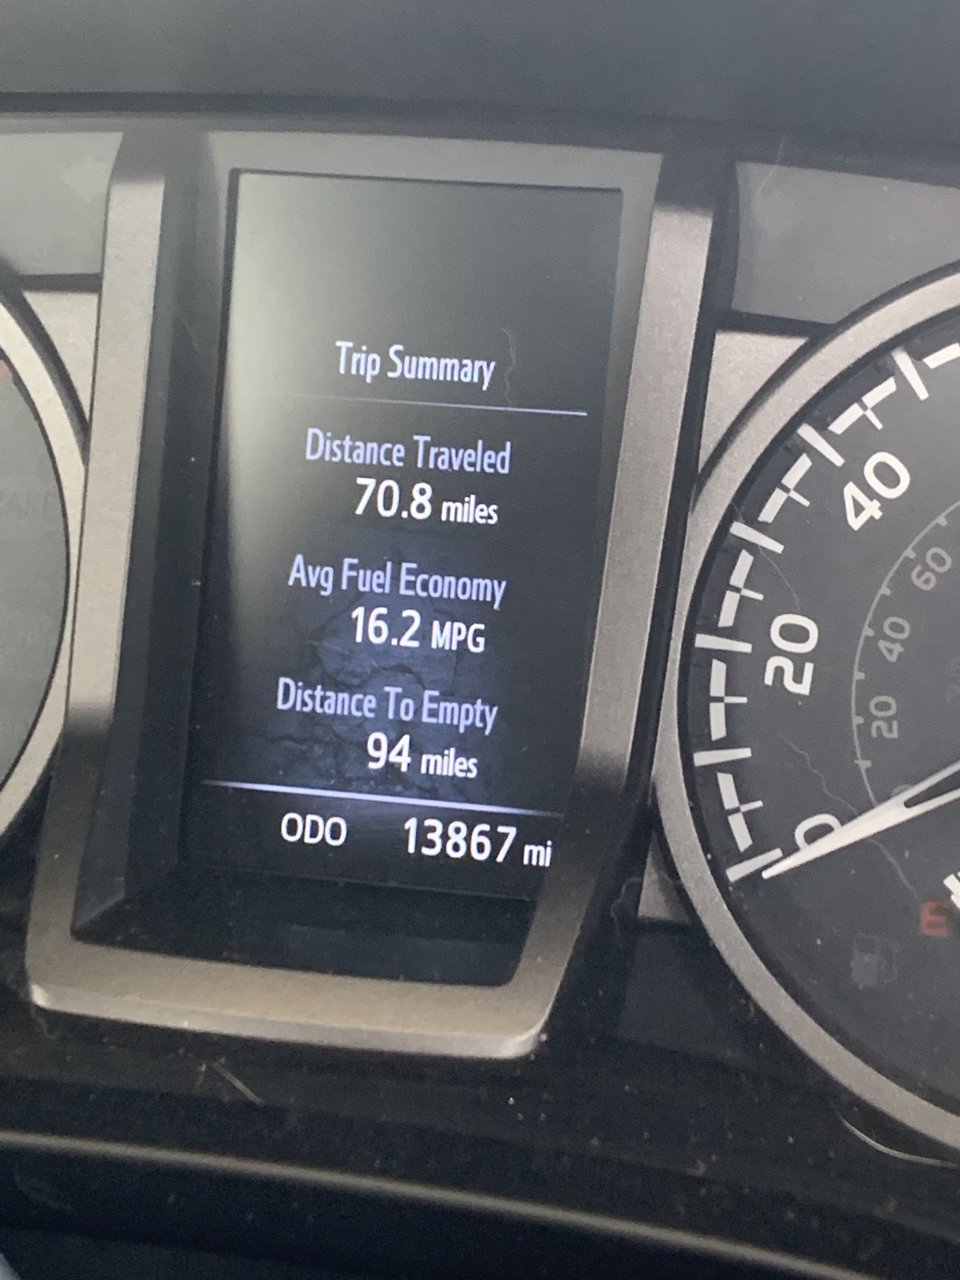 Trip Summary
Distance Traveled
70.8 miles
Avg Fuel Economy
16.2 MPG
Distance To Empty
94 miles
ODO 13867 mi
40
20
0
60
40
20
E